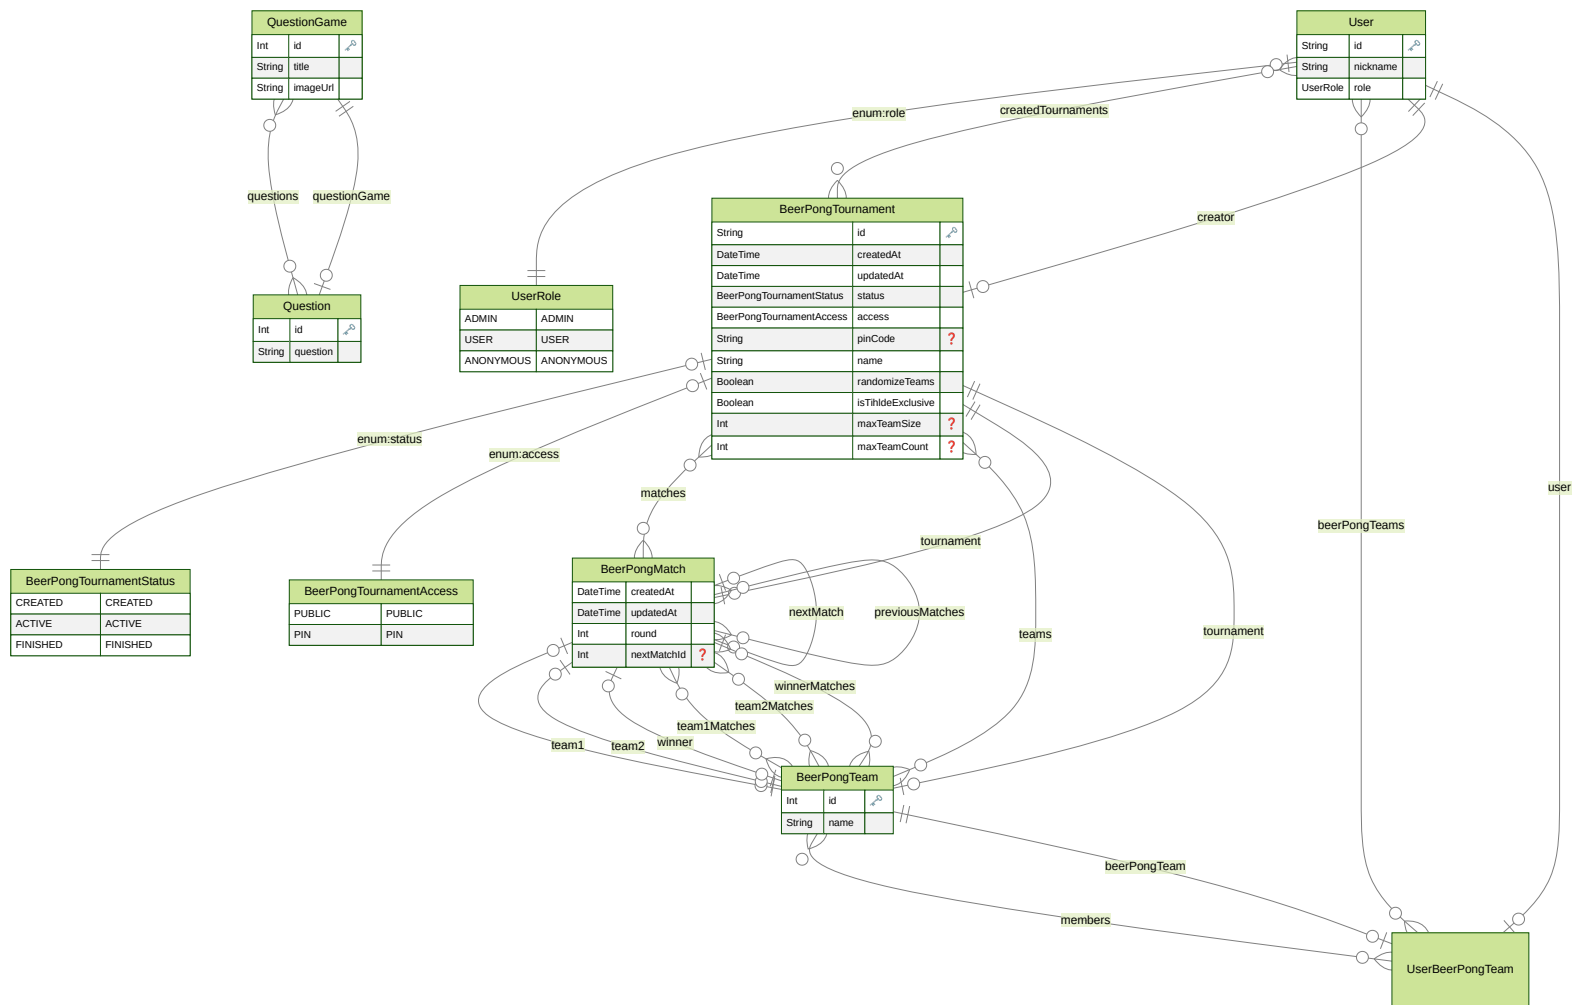 QuestionGame
Int id
String title
String imageUrl
User
String id
String nickname
UserRole role
enum:role
createdTournaments
questions
questionGame
creator
BeerPongTournament
String id
DateTime createdAt
DateTime updatedAt
BeerPongTournamentStatus status
BeerPongTournamentAccess access
String pinCode ❓
String name
Boolean randomizeTeams
Boolean isTihldeExclusive
Int maxTeamSize ❓
Int maxTeamCount ❓
Question
Int id
String question
UserRole
ADMIN ADMIN
USER USER
ANONYMOUS ANONYMOUS
enum:status
enum:access
matches
user
beerPongTeams
tournament
BeerPongTournamentStatus
CREATED CREATED
ACTIVE ACTIVE
FINISHED FINISHED
BeerPongTournamentAccess
PUBLIC PUBLIC
PIN PIN
BeerPongMatch
DateTime createdAt
DateTime updatedAt
Int round
Int nextMatchId ❓
nextMatch
previousMatches
teams
tournament
winnerMatches
team2Matches
team1Matches
winner
team2
team1
BeerPongTeam
Int id
String name
beerPongTeam
members
UserBeerPongTeam